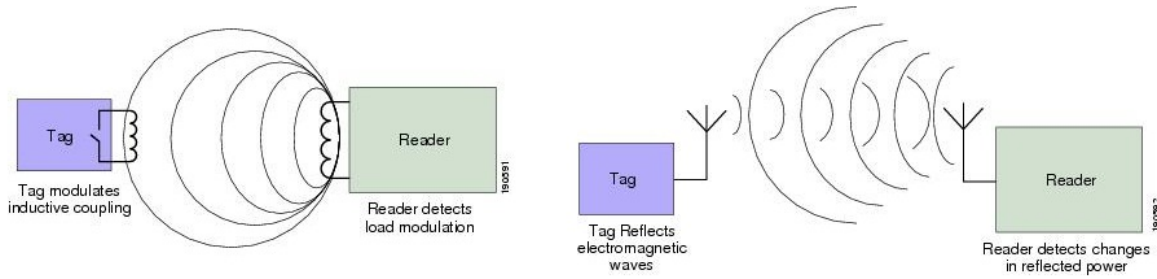 Tag
Tag modulates
inductive coupling
Reader
Reader detects
load modulation
190591
Tag
Tag Reflects
electromagnetic
waves
Reader
Reader detects changes
in reflected power
190592